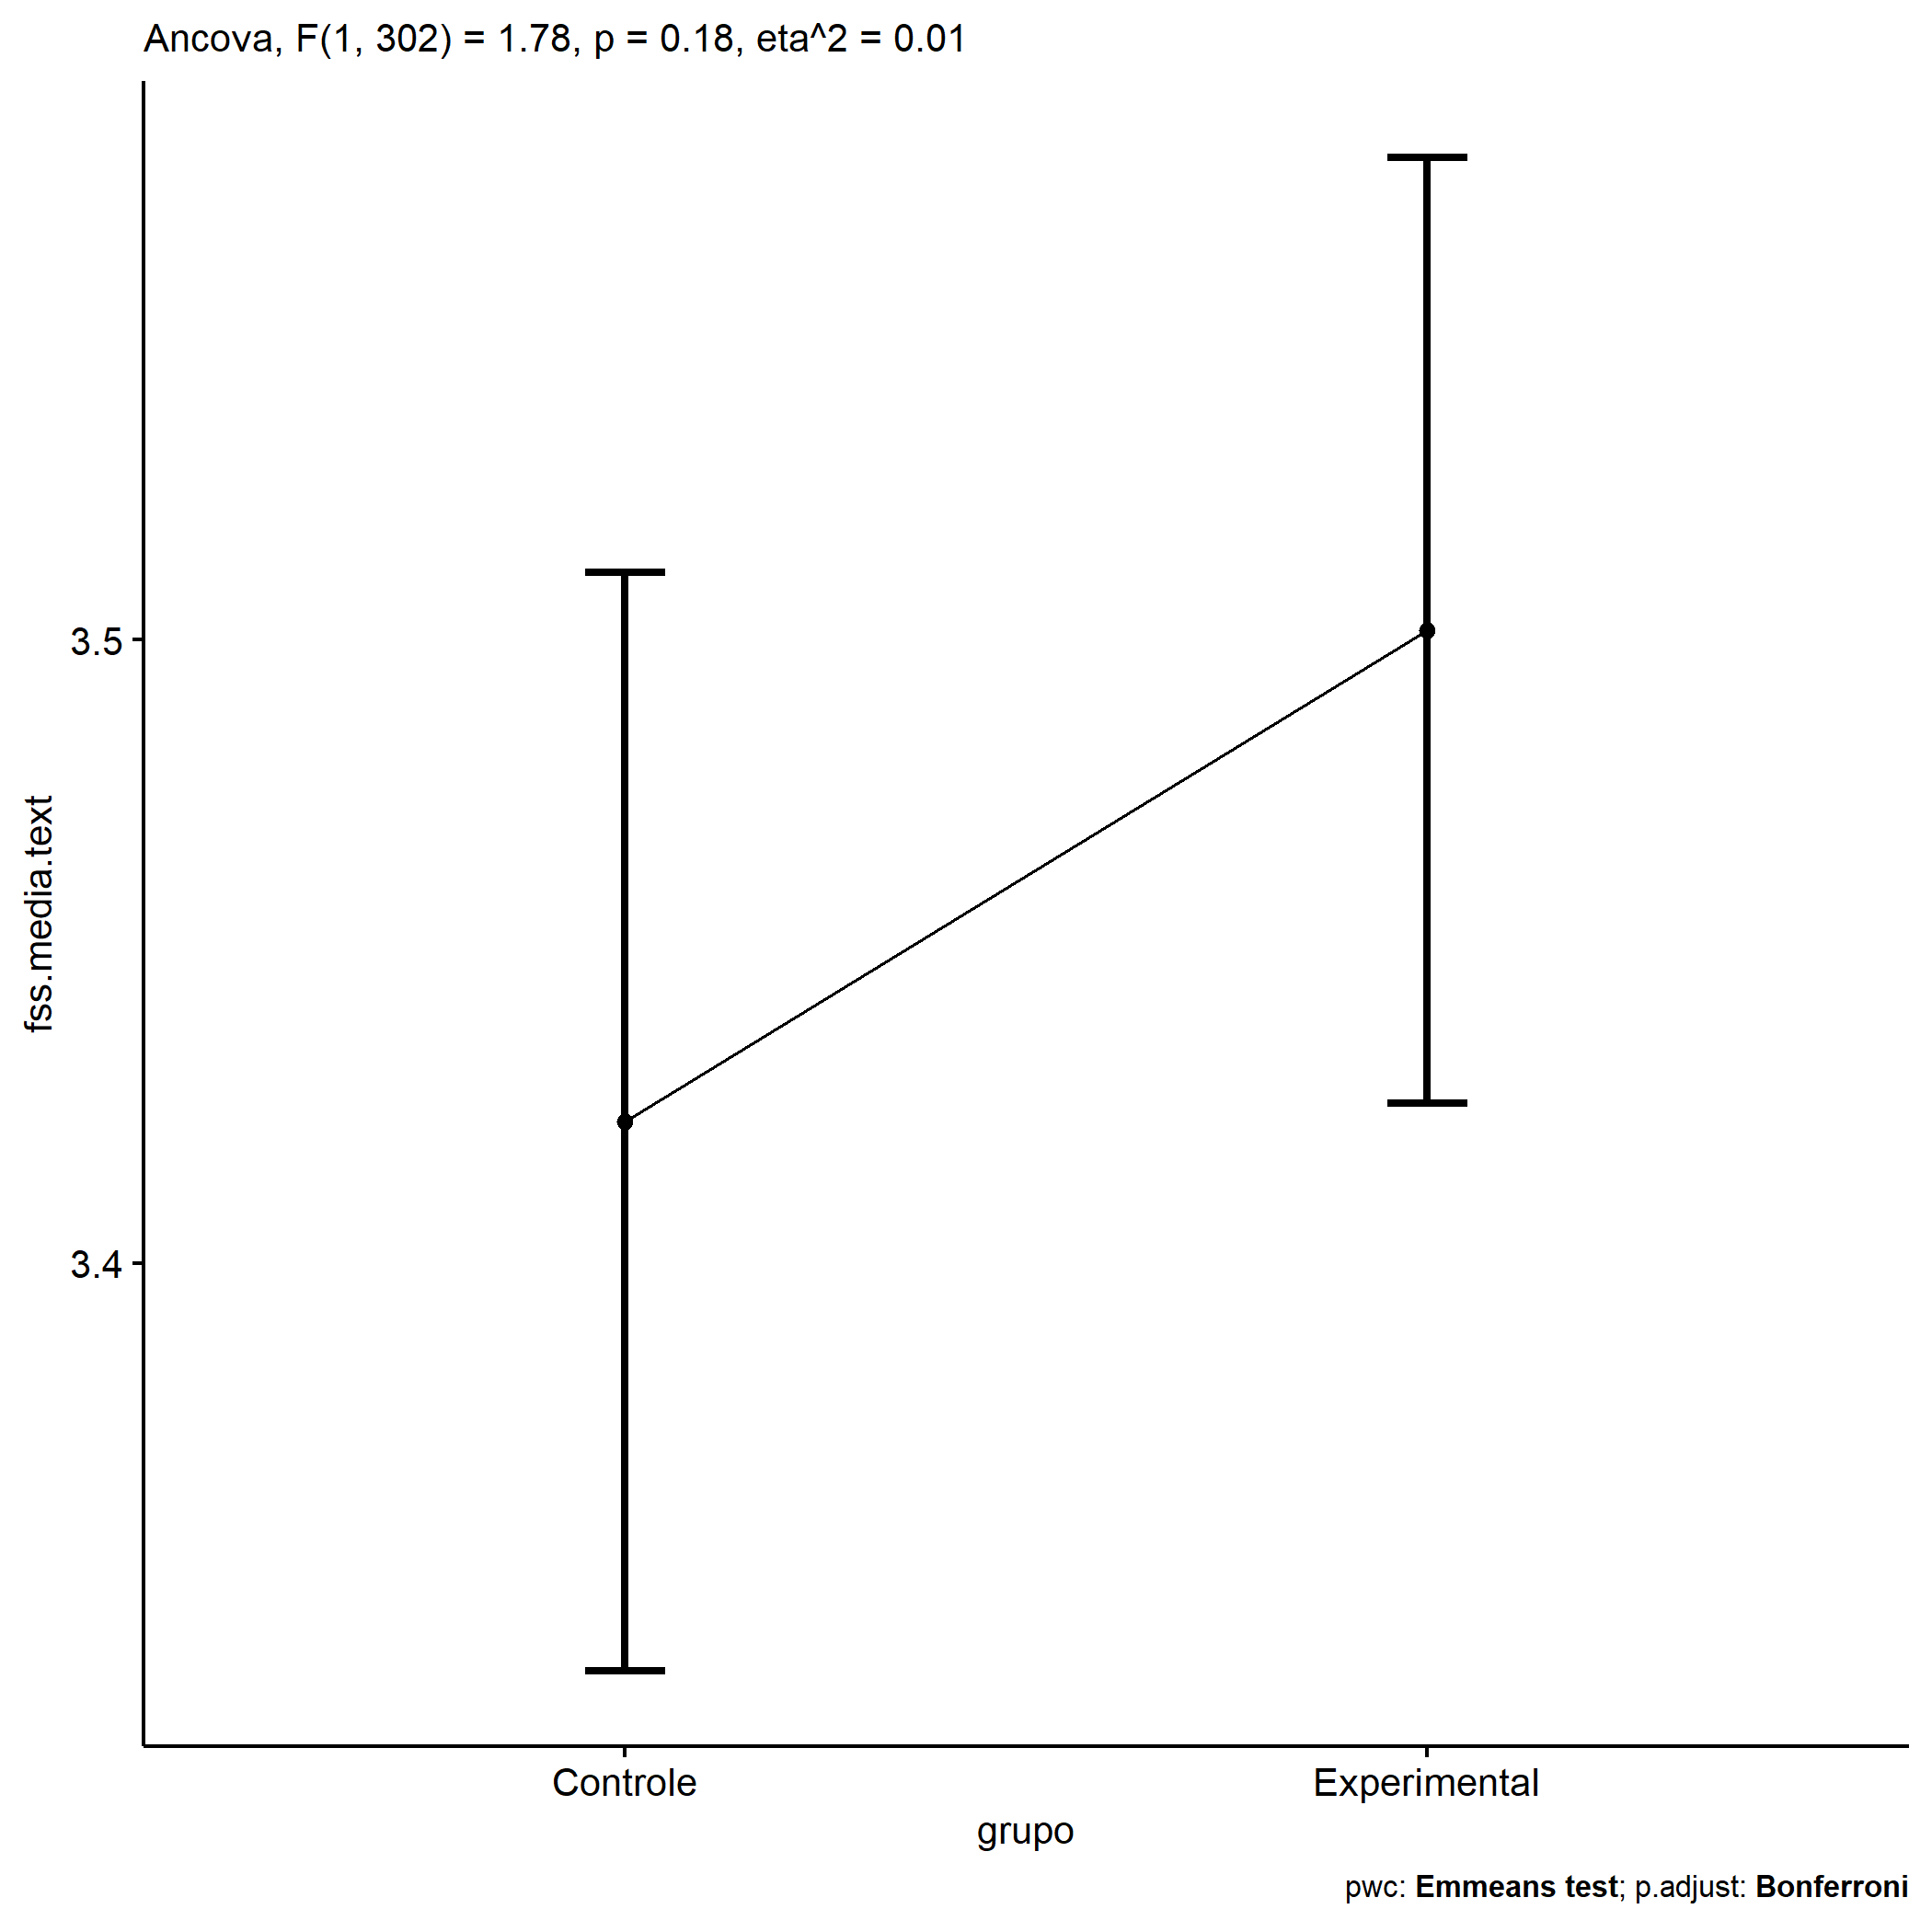 Ancova, F(1, 302) = 1.78, p = 0.18, eta^2 = 0.01
fss.media.text
3.5
3.4
Controle
Experimental
grupo
pwc: Emmeans test; p.adjust: Bonferroni